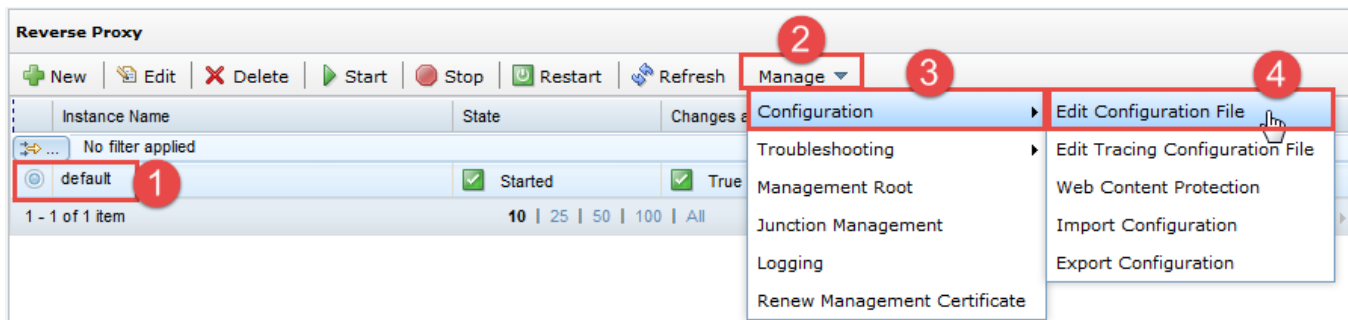 Reverse Proxy
2
New Edit Delete Start Stop Restart Refresh Manage
3
4
Instance Name State Changes a
Configuration Edit Configuration File
... No filter applied
Troubleshooting Edit Tracing Configuration File
default 1 Started True
Management Root Web Content Protection
1 - 1 of 1 item 10 | 25 | 50 | 100 | All
Junction Management Import Configuration
Logging Export Configuration
Renew Management Certificate